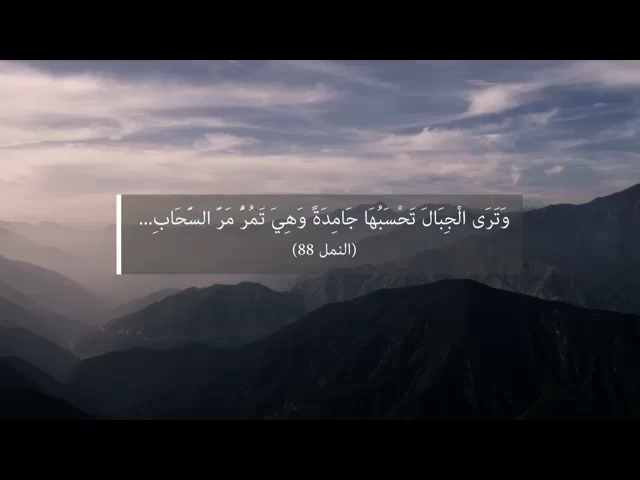 وَتَرَى الْجِبَالَ تَحْسَبُهَا جَامِدَةً وَهِيَ تَمُرُّ مَرَّ السَّحَابِ...
(النمل 88)